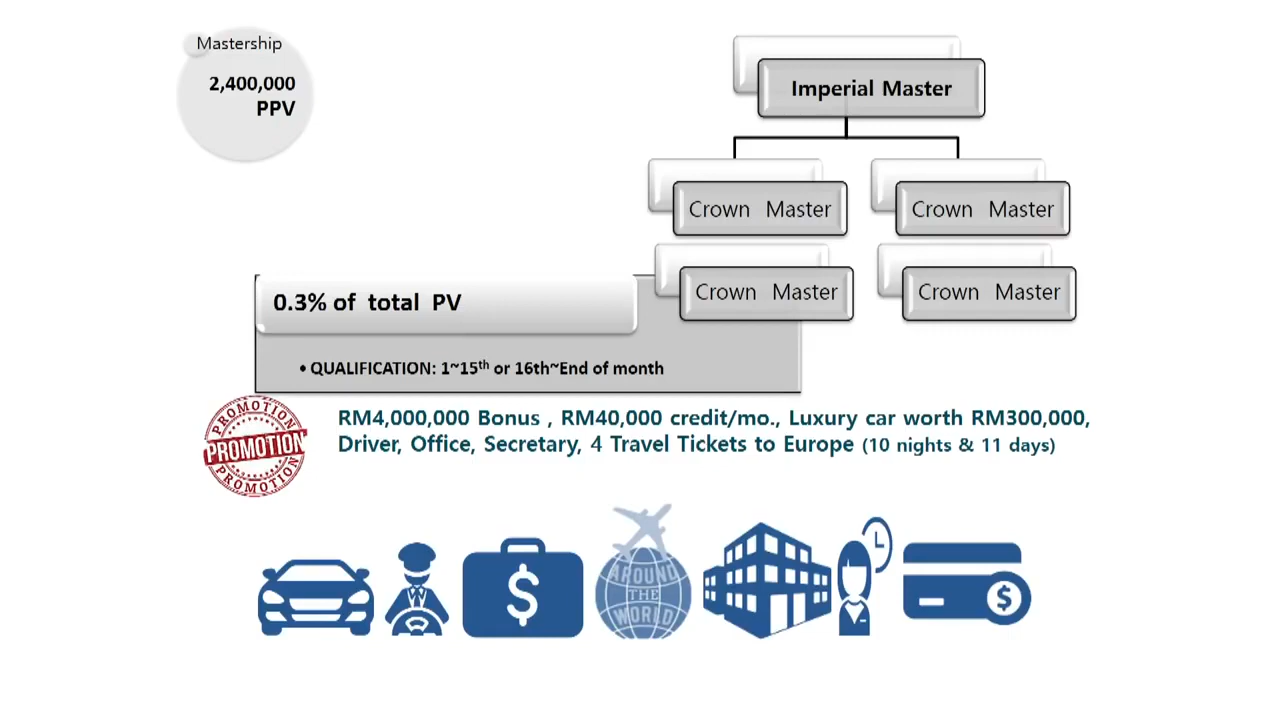 Mastership
2,400,000
PPV
Imperial Master
Crown Master
Crown Master
Crown Master
Crown Master
0.3% of total PV
• QUALIFICATION: 1~15th or 16th~End of month
PROMOTION
PROMOTION
PROMOTION
RM4,000,000 Bonus , RM40,000 credit/mo., Luxury car worth RM300,000,
Driver, Office, Secretary, 4 Travel Tickets to Europe (10 nights & 11 days)
$
AROUND
THE
WORLD
$